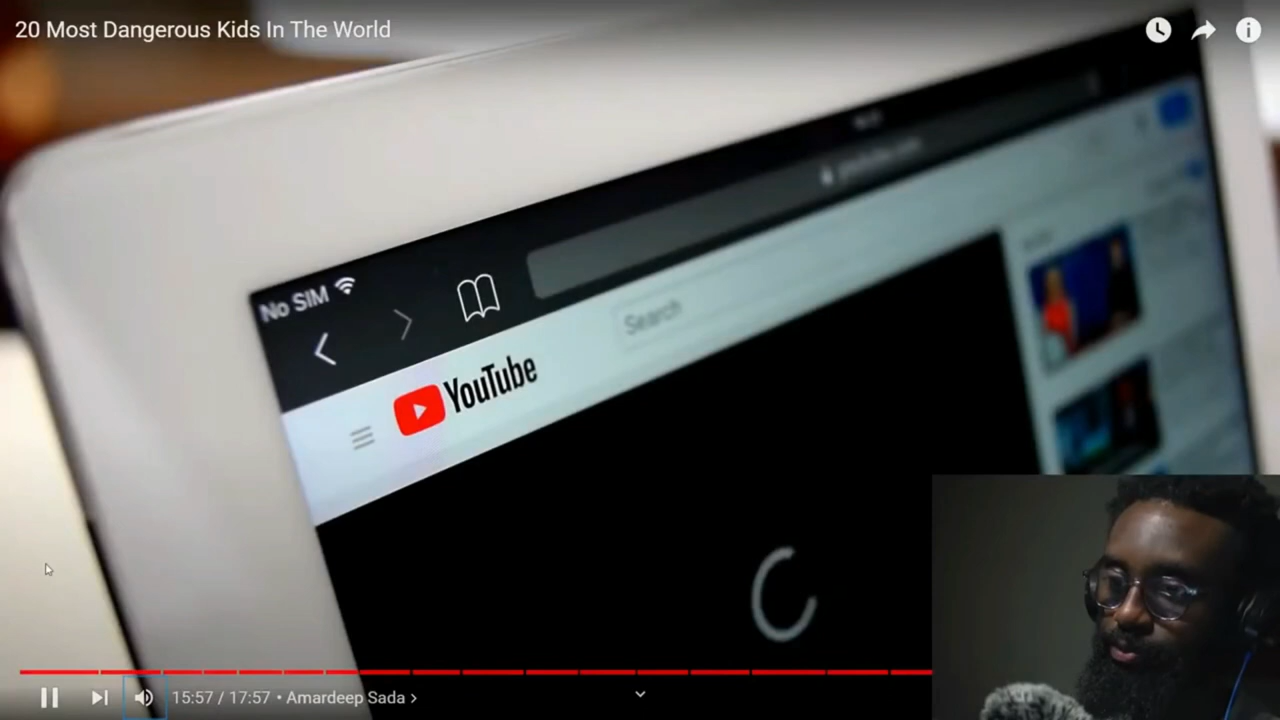 20 Most Dangerous Kids In The World
No SIM
Search
YouTube
15:57 / 17:57 • Amardeep Sada ›